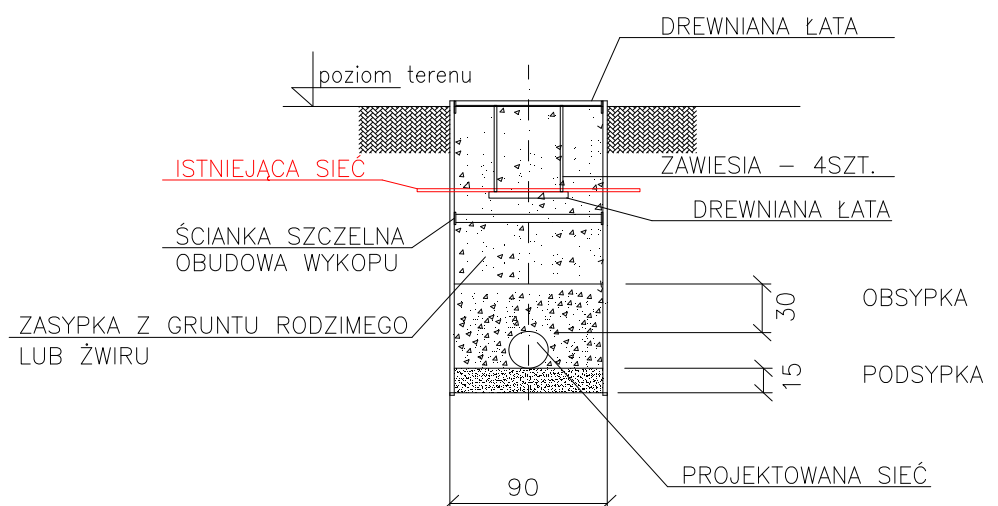 DREWNIANA ŁATA
poziom terenu
ISTNIEJĄCA SIEĆ
ZAWIESIA – 4SZT.
DREWNIANA ŁATA
ŚCIANKA SZCZELNA
OBUDOWA WYKOPU
30
OBSYPKA
ZASYPKA Z GRUNTU RODZIMEGO
LUB ŻWIRU
15
PODSYPKA
PROJEKTOWANA SIEĆ
90